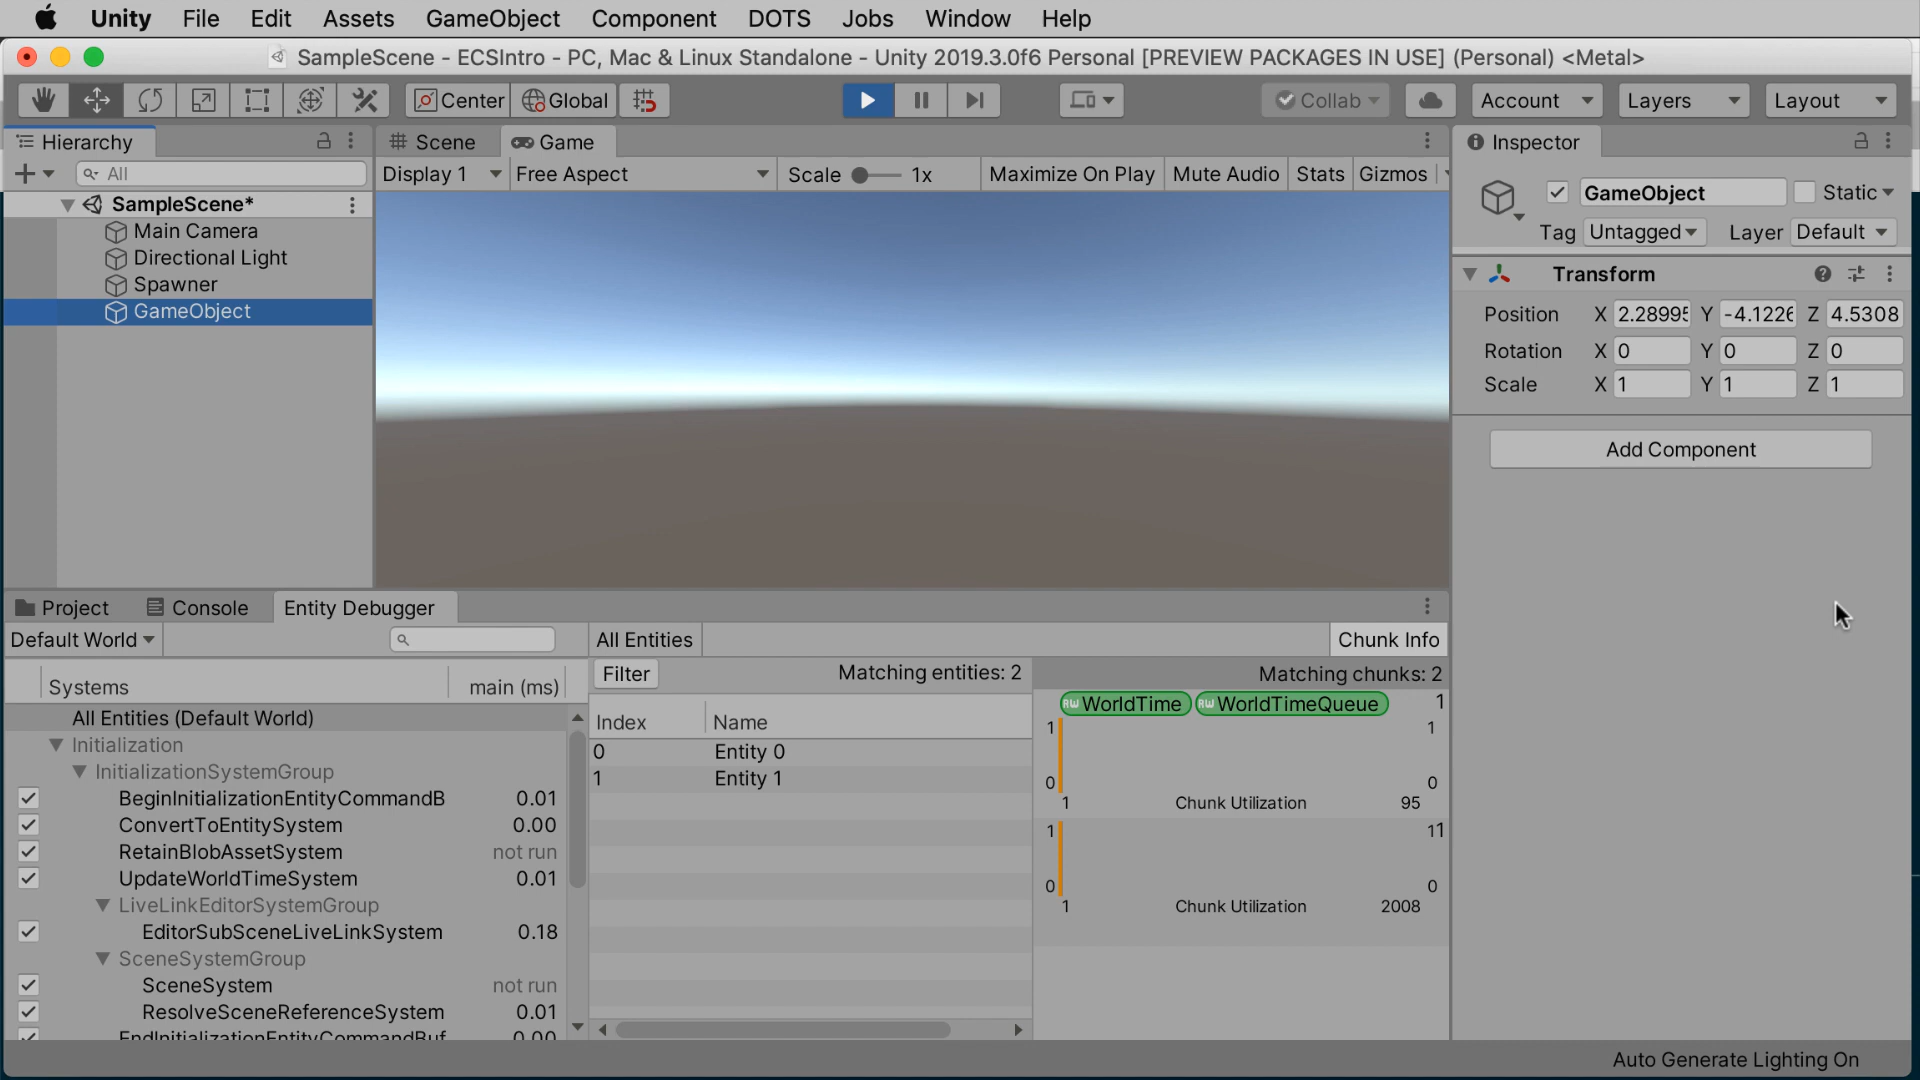 Unity File Edit Assets GameObject Component DOTS Jobs Window Help
SampleScene - ECSIntro - PC, Mac & Linux Standalone - Unity 2019.3.0f6 Personal [PREVIEW PACKAGES IN USE] (Personal) <Metal>
Center Global Collab Account Layers Layout
Hierarchy Scene Game Inspector
All Display 1 Free Aspect Scale 1x Maximize On Play Mute Audio Stats Gizmos
GameObject Static
SampleScene*
Main Camera
Tag Untagged Layer Default
Directional Light
Spawner
GameObject
Transform
Position X 2.28995 Y -4.1226 Z 4.5308
Rotation X 0 Y 0 Z 0
Scale X 1 Y 1 Z 1
Add Component
Project Console Entity Debugger
Default World All Entities Chunk Info
Systems main (ms)
All Entities (Default World)
Initialization
InitializationSystemGroup
BeginInitializationEntityCommandB 0.01
ConvertToEntitySystem 0.00
RetainBlobAssetSystem not run
UpdateWorldTimeSystem 0.01
LiveLinkEditorSystemGroup
EditorSubSceneLiveLinkSystem 0.18
SceneSystemGroup
SceneSystem not run
ResolveSceneReferenceSystem 0.01
EndInitializationEntityCommandBuf 0.00
Filter Matching entities: 2
Index Name
0 Entity 0
1 Entity 1
Matching chunks: 2
RW WorldTime RW WorldTimeQueue 1
1 1
0 0
1 Chunk Utilization 95
1 11
0 0
1 Chunk Utilization 2008
Auto Generate Lighting On